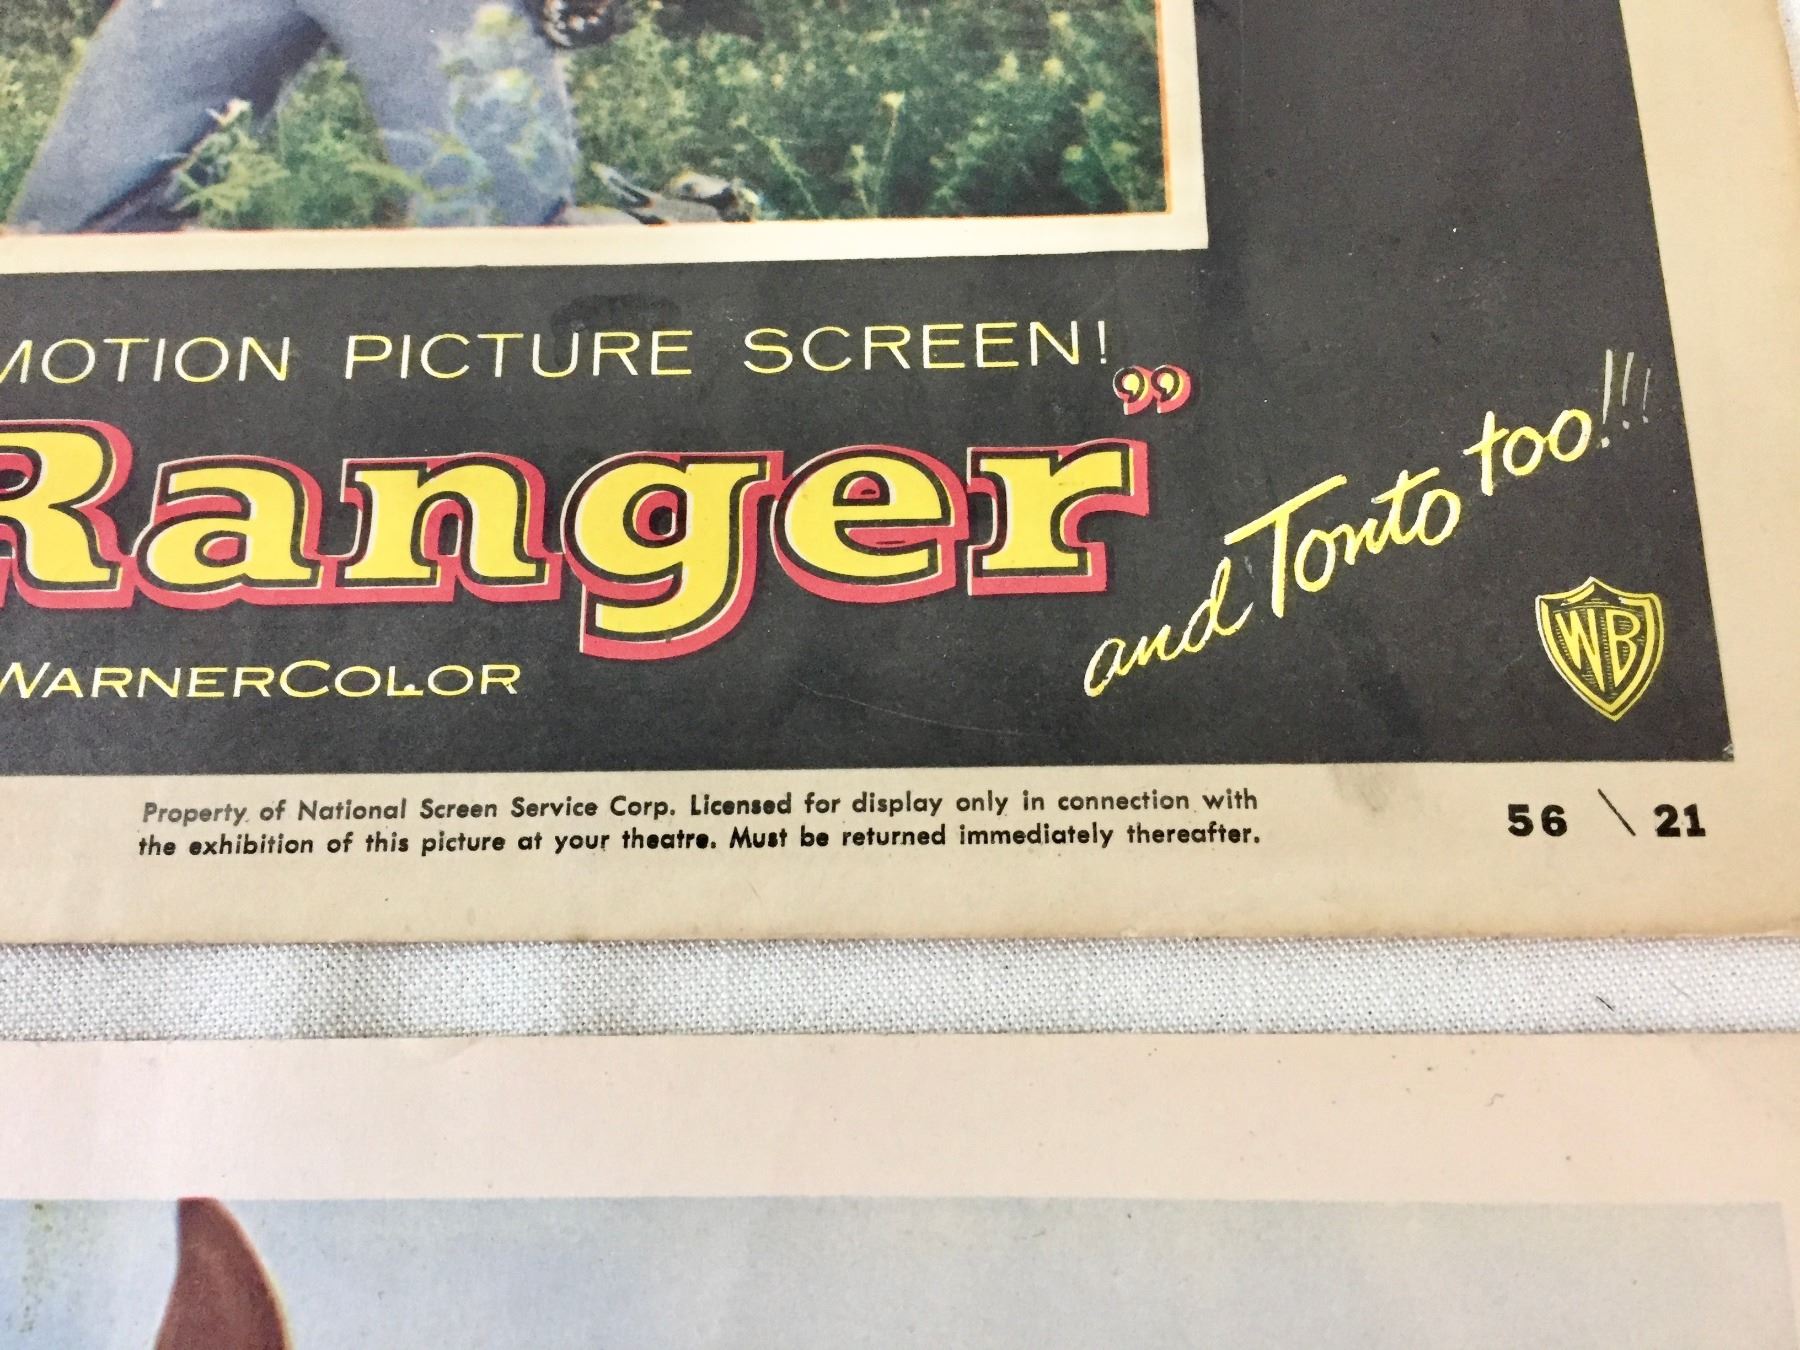 MOTION PICTURE SCREEN!
Ranger”
and Tonto too!!!
WARNERCOLOR
WB
Property of National Screen Service Corp. Licensed for display only in connection with
the exhibition of this picture at your theatre. Must be returned immediately thereafter.
56 \ 21